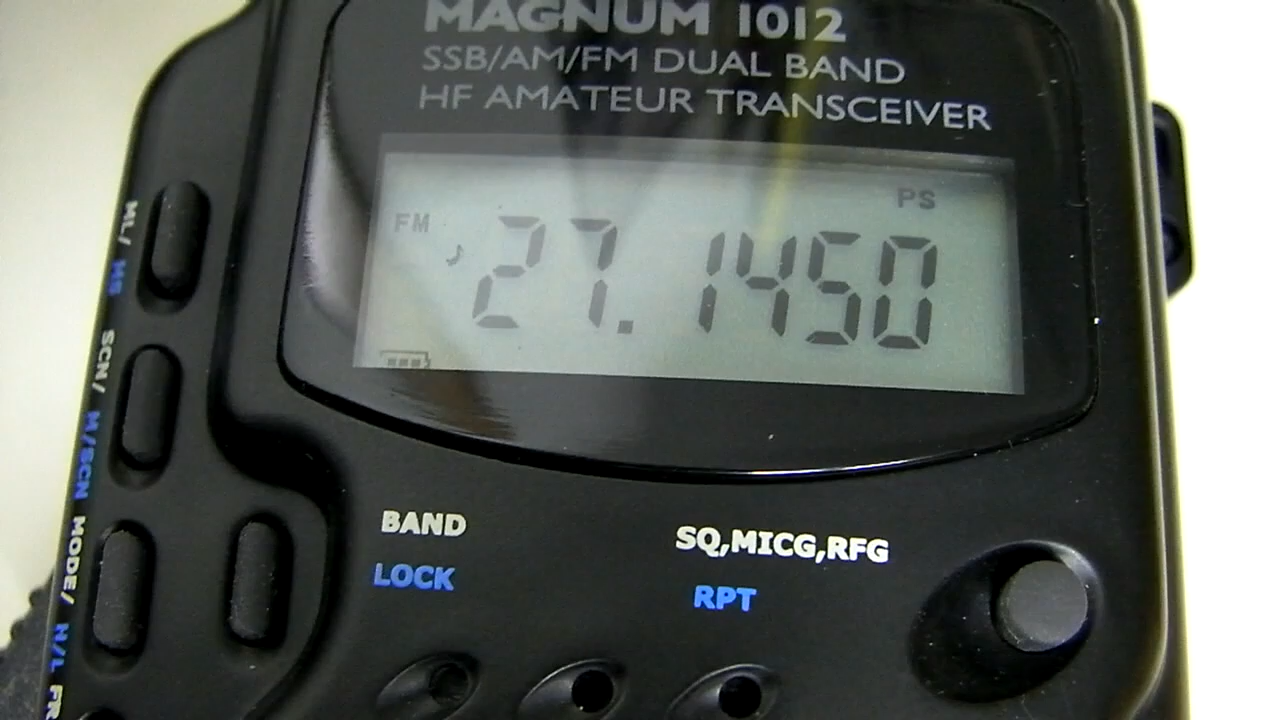 MAGNUM 1012
SSB/AM/FM DUAL BAND
HF AMATEUR TRANSCEIVER
PS
FM
27.1450
ML/ MS
SCN/ M/SCN
MODE/ H/L
BAND
LOCK
SQ,MICG,RFG
RPT